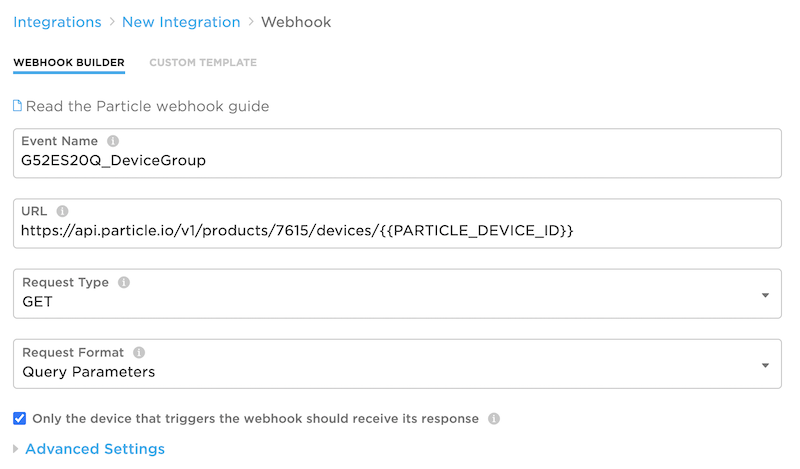 Integrations > New Integration > Webhook
WEBHOOK BUILDER CUSTOM TEMPLATE
Read the Particle webhook guide
Event Name
G52ES20Q_DeviceGroup
URL
https://api.particle.io/v1/products/7615/devices/{{PARTICLE_DEVICE_ID}}
Request Type
GET
Request Format
Query Parameters
Only the device that triggers the webhook should receive its response
Advanced Settings